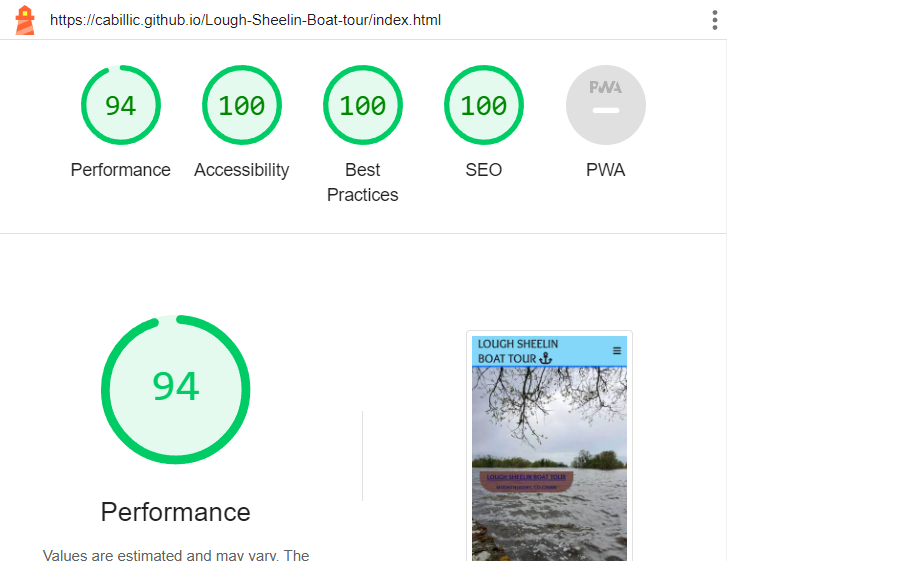 https://cabillic.github.io/Lough-Sheelin-Boat-tour/index.html
94
100
100
100
PWA
Performance
Accessibility
Best
Practices
SEO
PWA
94
Performance
Values are estimated and may vary. The
LOUGH SHEELIN
BOAT TOUR
LOUGH SHEELIN BOAT TOUR